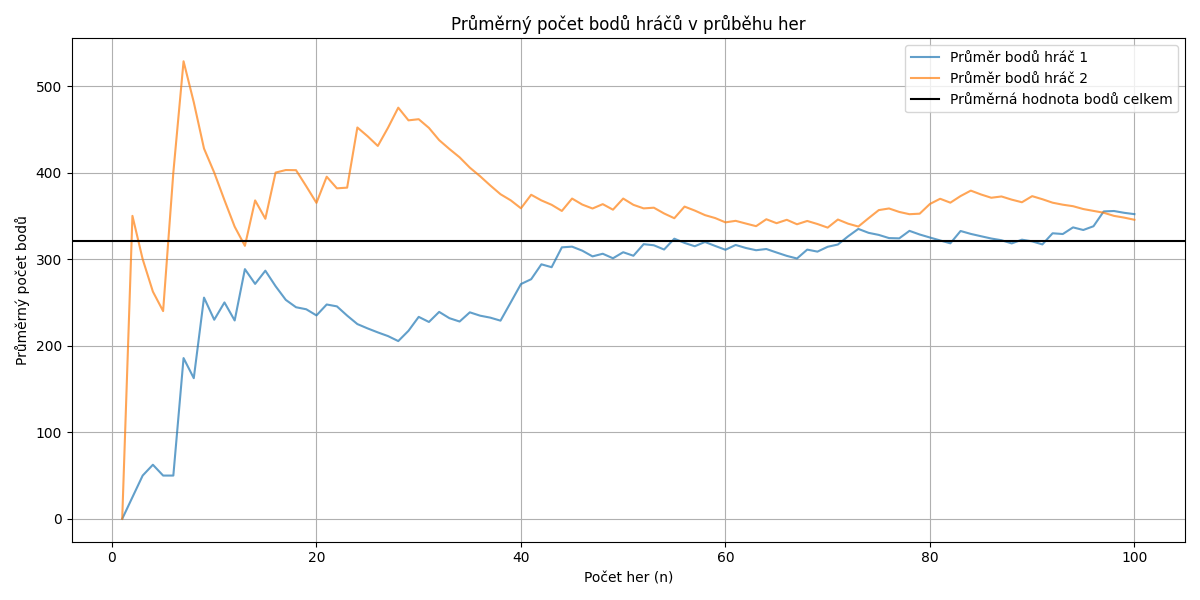 Průměrný počet bodů hráčů v průběhu her
Průměr bodů hráč 1
Průměr bodů hráč 2
Průměrná hodnota bodů celkem
Průměrný počet bodů
500
400
300
200
100
0
0 20 40 60 80 100
Počet her (n)